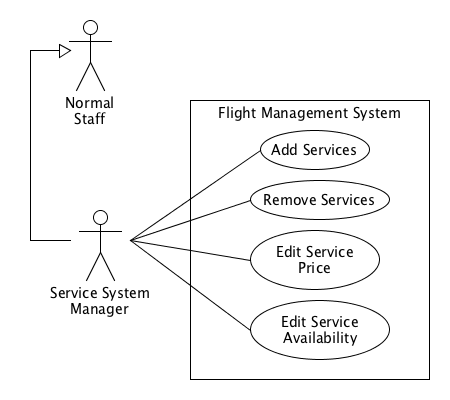 Normal
Staff
Flight Management System
Add Services
Remove Services
Edit Service
Price
Service System
Manager
Edit Service
Availability